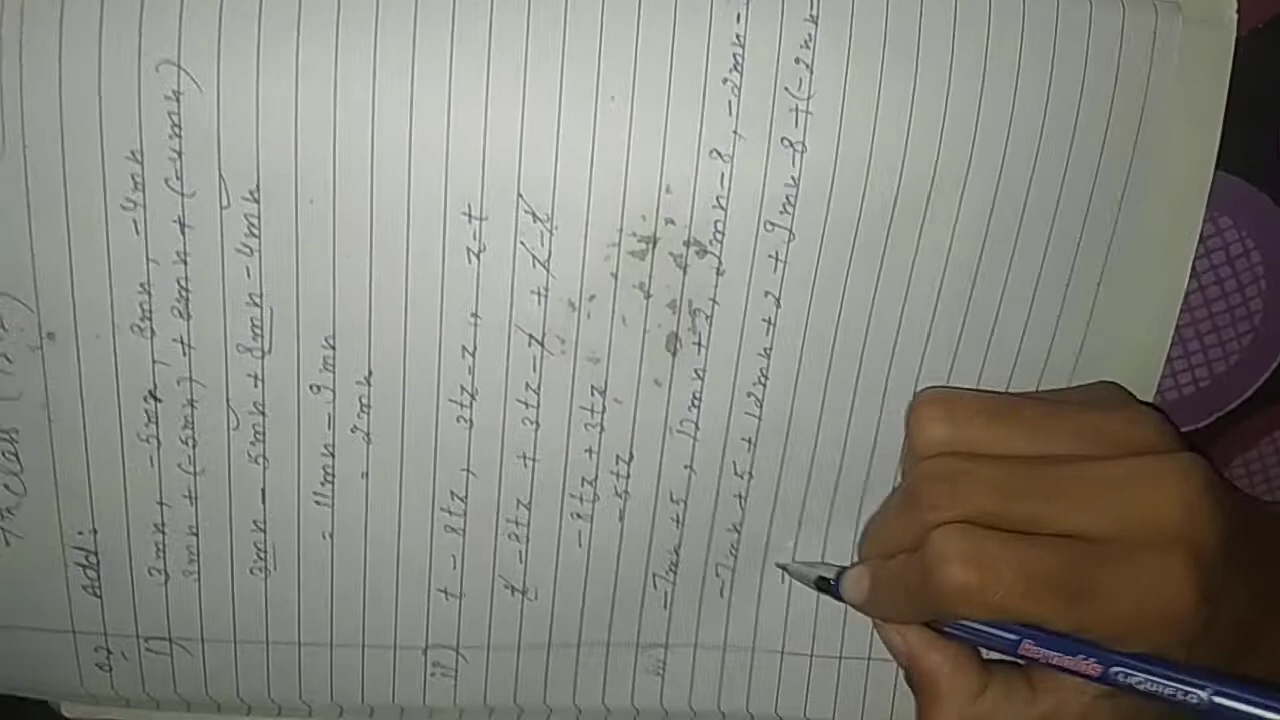 Q.2 Add:
i) 3mn, -5mn, 8mn, -4mn
3mn + (-5mn) + 8mn + (-4mn)
3mn - 5mn + 8mn - 4mn
= 11mn - 9mn
= 2mn
ii) t - 8tz, 3tz - z, z - t
t - 8tz + 3tz - z + z - t
-8tz + 3tz
-5tz
iii) -7mn + 5, 12mn + 2, 9mn - 8, -2mn -
-7mn + 5 + 12mn + 2 + 9mn - 8 + (-2mn -
Reynolds LIQUIFLO